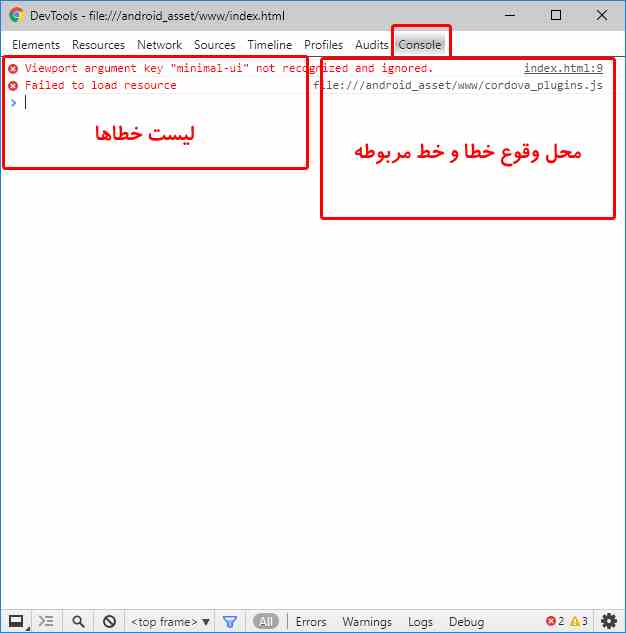 DevTools - file:///android_asset/www/index.html
Elements Resources Network Sources Timeline Profiles Audits Console
Viewport argument key "minimal-ui" not recognized and ignored. index.html:9
Failed to load resource file:///android_asset/www/cordova_plugins.js
لیست خطاها
محل وقوع خطا و خط مربوطه
<top frame> All Errors Warnings Logs Debug 2 3